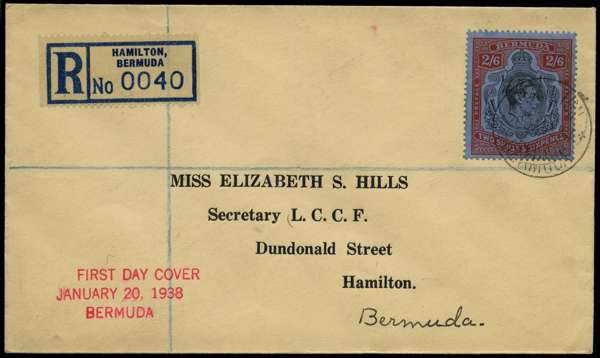 HAMILTON,
BERMUDA
R No 0040
BERMUDA
2/6 2/6
MISS ELIZABETH S. HILLS
Secretary L. C. C. F.
Dundonald Street
Hamilton.
Bermuda.
FIRST DAY COVER
JANUARY 20, 1938
BERMUDA